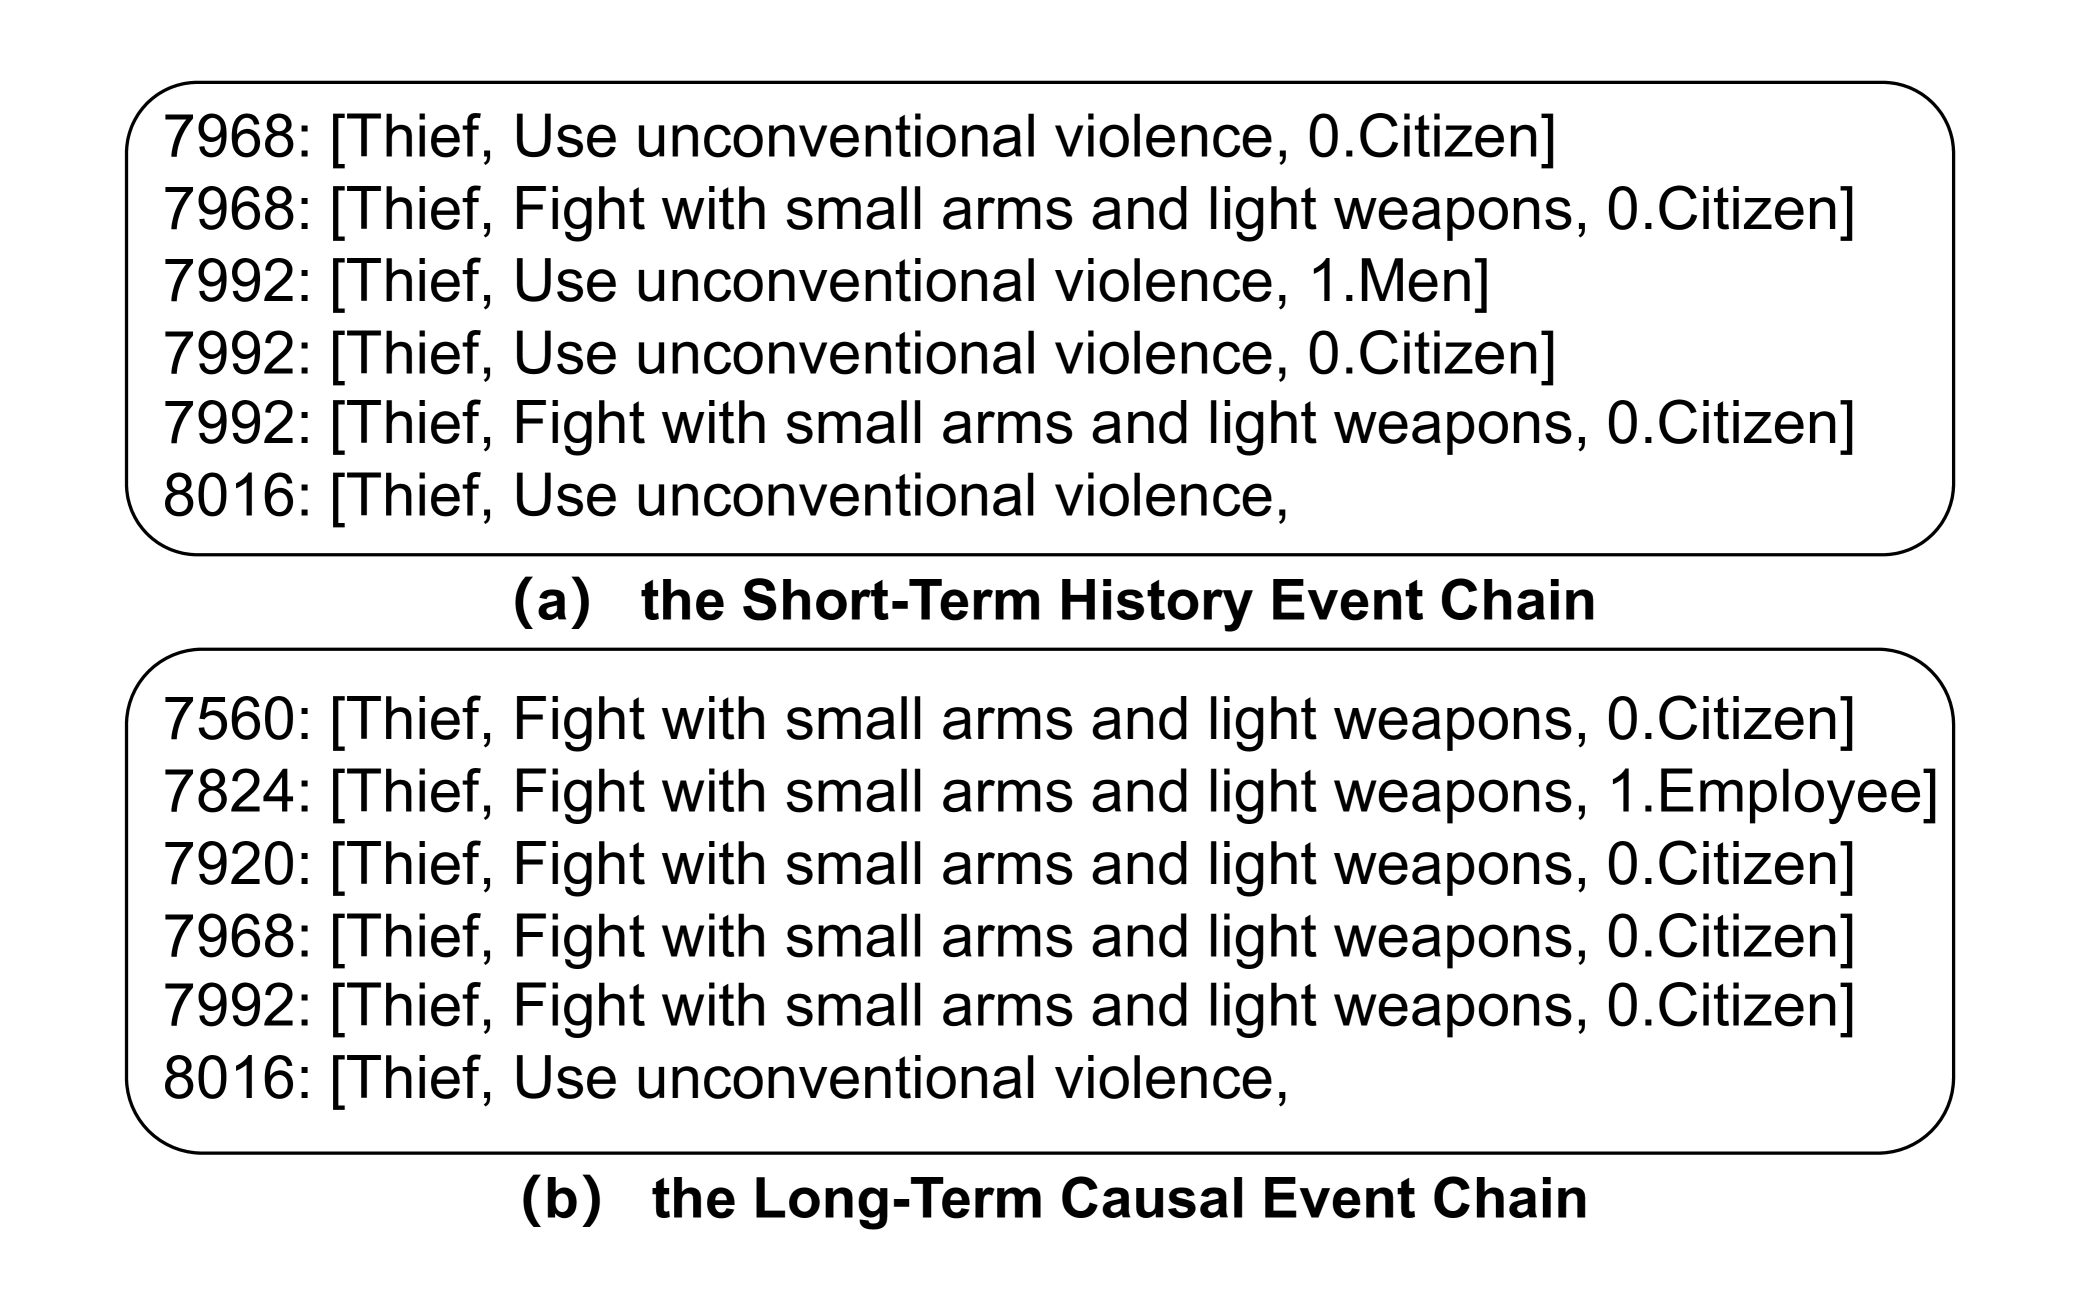 7968: [Thief, Use unconventional violence, 0.Citizen]
7968: [Thief, Fight with small arms and light weapons, 0.Citizen]
7992: [Thief, Use unconventional violence, 1.Men]
7992: [Thief, Use unconventional violence, 0.Citizen]
7992: [Thief, Fight with small arms and light weapons, 0.Citizen]
8016: [Thief, Use unconventional violence,
(a) the Short-Term History Event Chain
7560: [Thief, Fight with small arms and light weapons, 0.Citizen]
7824: [Thief, Fight with small arms and light weapons, 1.Employee]
7920: [Thief, Fight with small arms and light weapons, 0.Citizen]
7968: [Thief, Fight with small arms and light weapons, 0.Citizen]
7992: [Thief, Fight with small arms and light weapons, 0.Citizen]
8016: [Thief, Use unconventional violence,
(b) the Long-Term Causal Event Chain